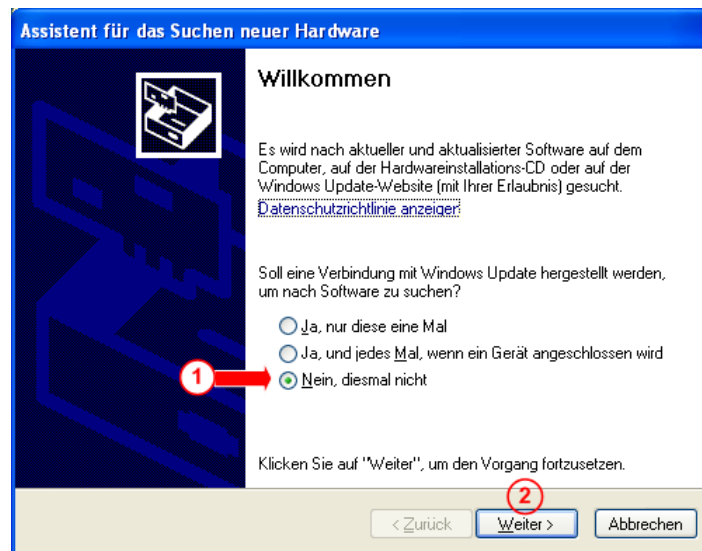 Assistent für das Suchen neuer Hardware
Willkommen
Es wird nach aktueller und aktualisierter Software auf dem
Computer, auf der Hardwareinstallations-CD oder auf der
Windows Update-Website (mit Ihrer Erlaubnis) gesucht.
Datenschutzrichtlinie anzeigen
Soll eine Verbindung mit Windows Update hergestellt werden,
um nach Software zu suchen?
Ja, nur diese eine Mal
Ja, und jedes Mal, wenn ein Gerät angeschlossen wird
1 Nein, diesmal nicht
Klicken Sie auf "Weiter", um den Vorgang fortzusetzen.
2
< Zurück Weiter > Abbrechen